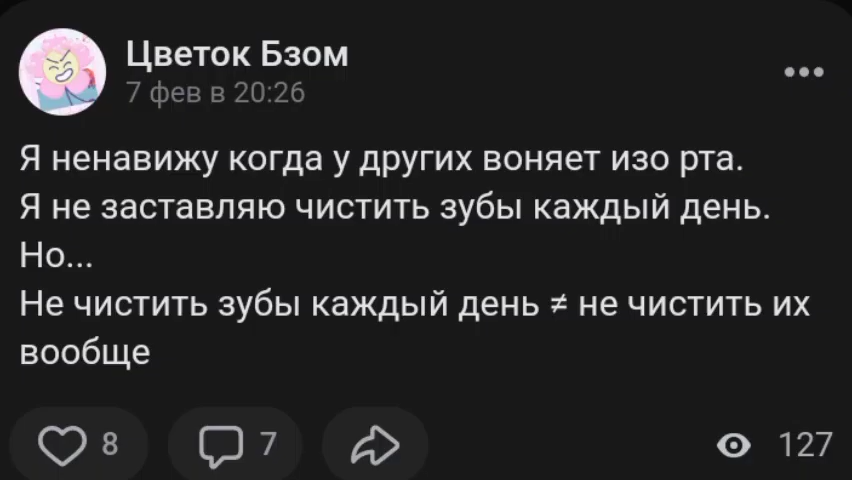 Цветок Бзом
7 фев в 20:26
Я ненавижу когда у других воняет изо рта.
Я не заставляю чистить зубы каждый день.
Но...
Не чистить зубы каждый день ≠ не чистить их
вообще
8 7 127